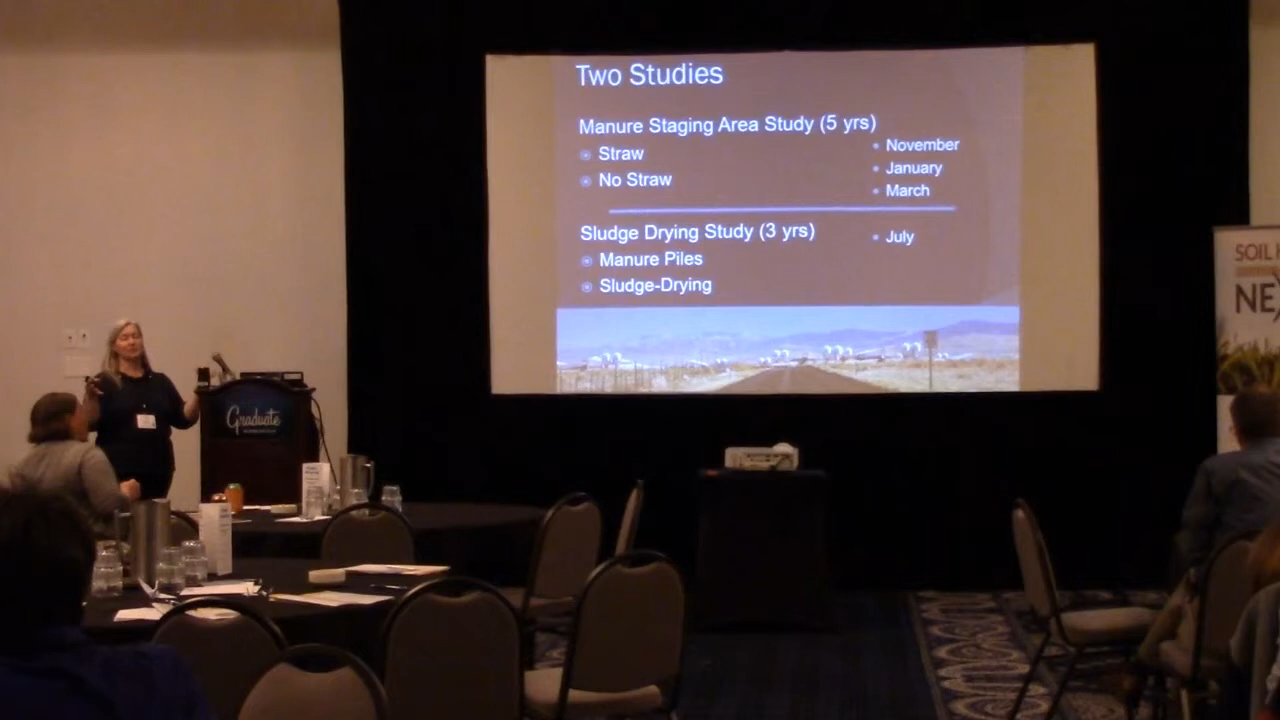 Two Studies
Manure Staging Area Study (5 yrs)
Straw
No Straw
November
January
March
Sludge Drying Study (3 yrs)
Manure Piles
Sludge-Drying
July
Graduate
SOIL
NE